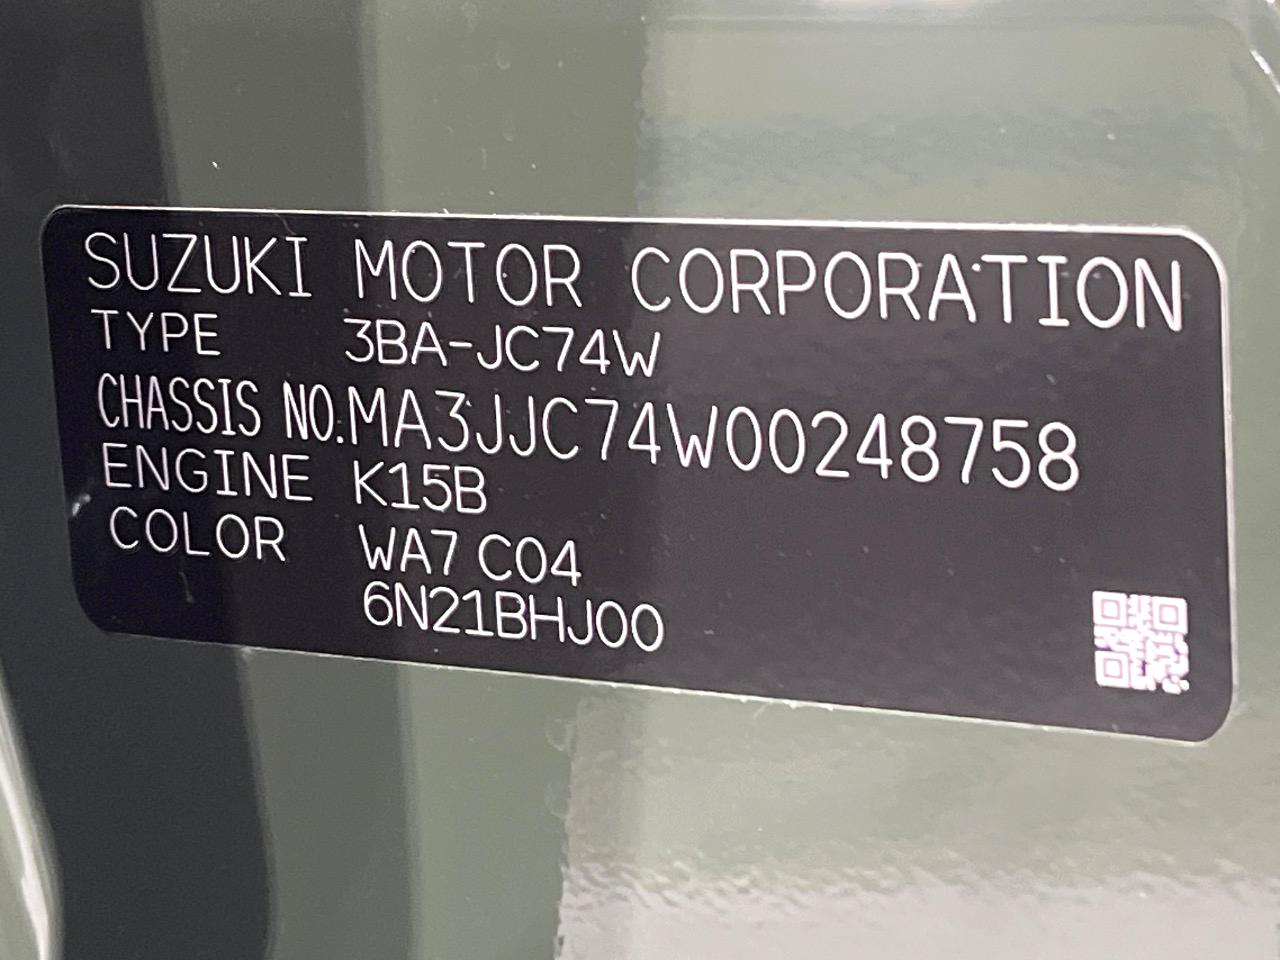 SUZUKI MOTOR CORPORATION
TYPE 3BA-JC74W
CHASSIS NO.MA3JJC74W00248758
ENGINE K15B
COLOR WA7 C04
6N21BHJ00